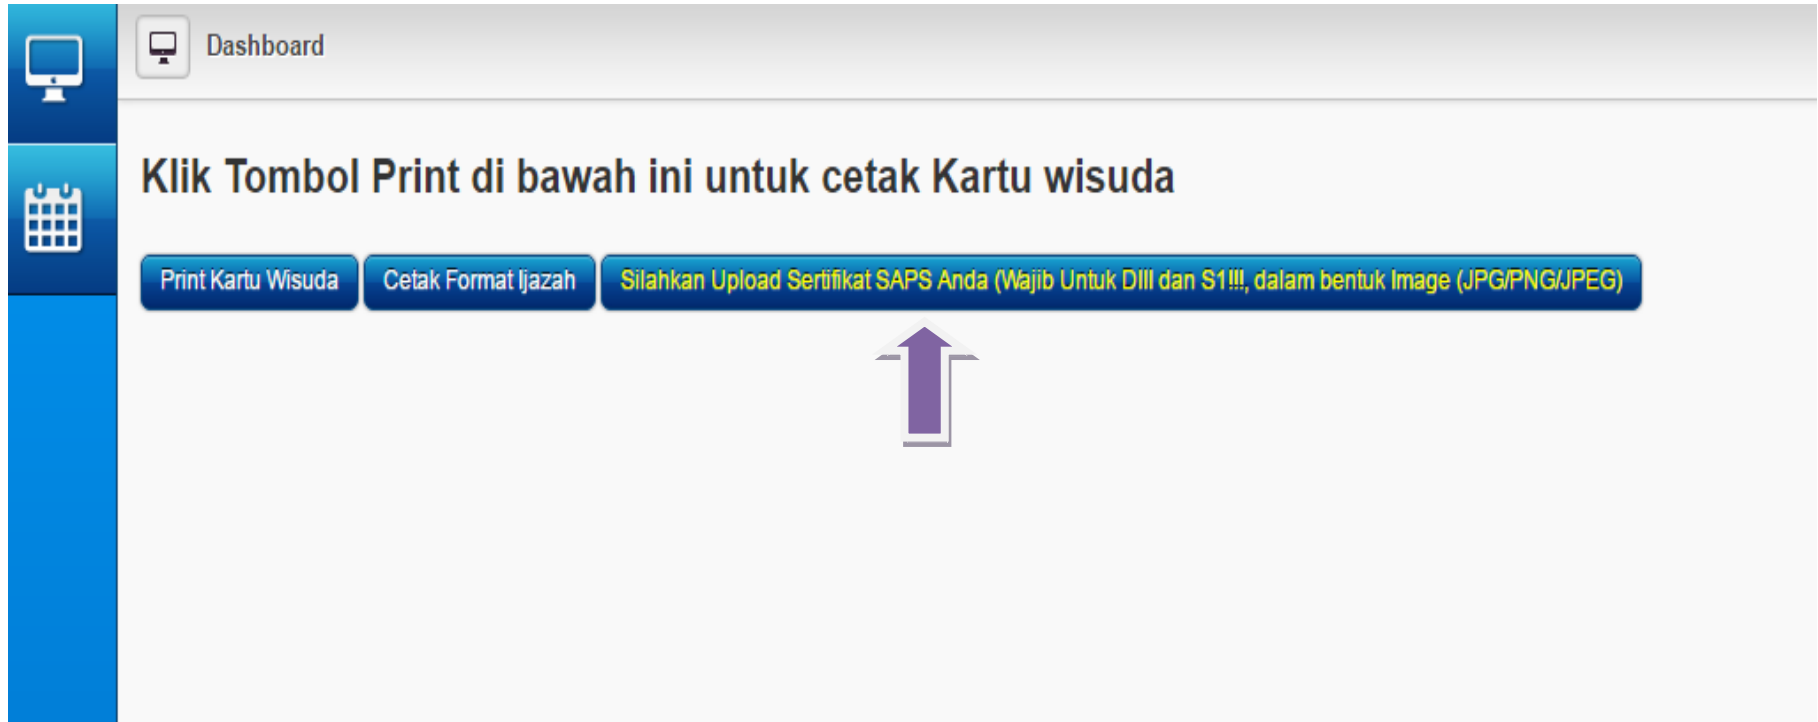 Dashboard
Klik Tombol Print di bawah ini untuk cetak Kartu wisuda
Print Kartu Wisuda
Cetak Format Ijazah
Silahkan Upload Sertifikat SAPS Anda (Wajib Untuk DIII dan S1!!!, dalam bentuk Image (JPG/PNG/JPEG)